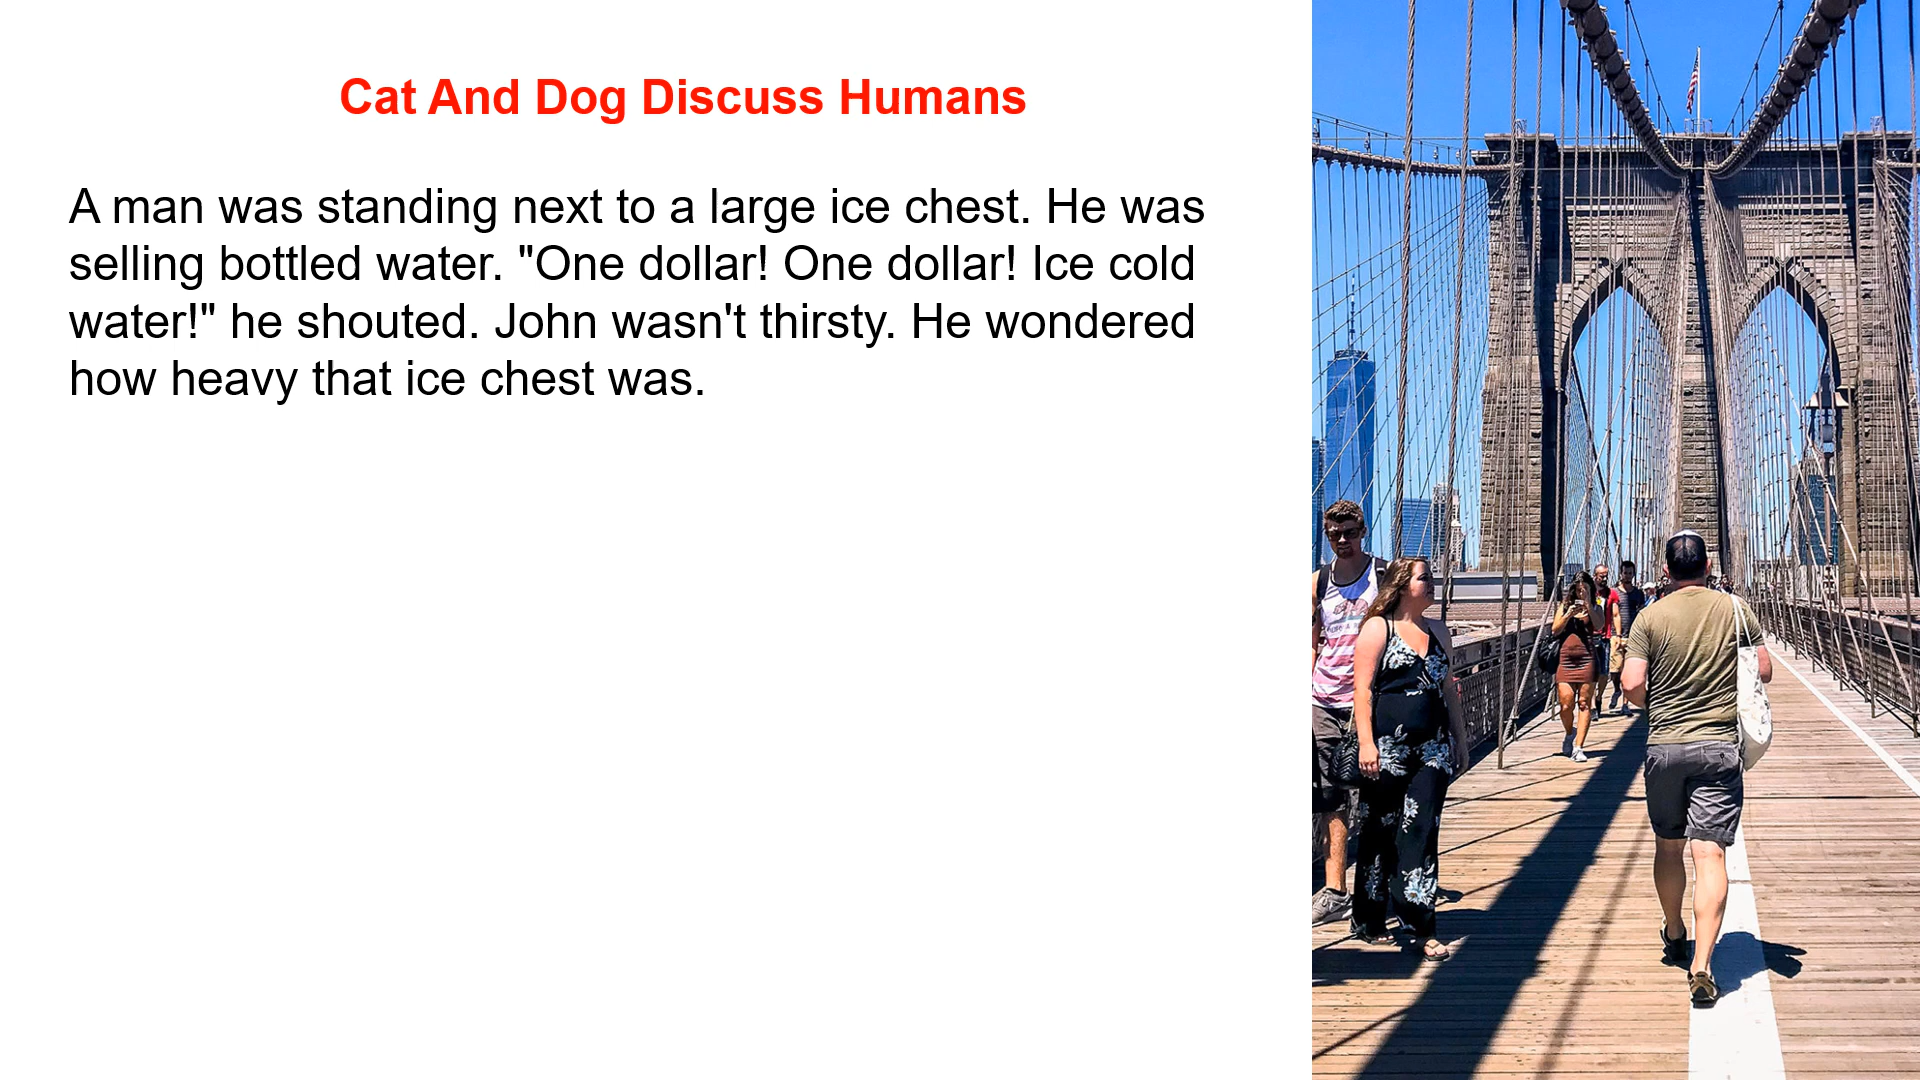 Cat And Dog Discuss Humans
A man was standing next to a large ice chest. He was
selling bottled water. "One dollar! One dollar! Ice cold
water!" he shouted. John wasn't thirsty. He wondered
how heavy that ice chest was.